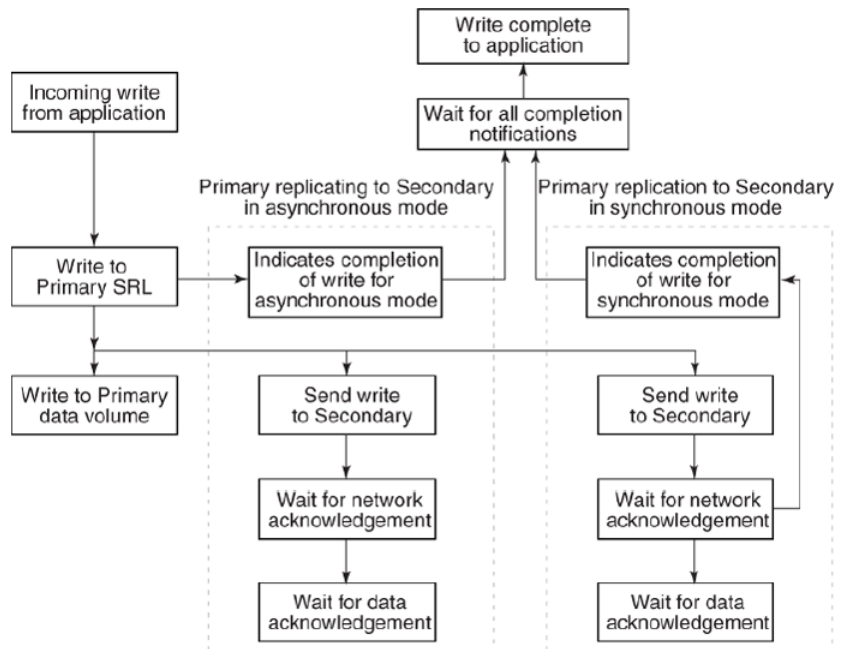 Write complete
to application
Incoming write
from application
Wait for all completion
notifications
Primary replicating to Secondary
in asynchronous mode
Primary replication to Secondary
in synchronous mode
Write to
Primary SRL
Indicates completion
of write for
asynchronous mode
Indicates completion
of write for
synchronous mode
Write to Primary
data volume
Send write
to Secondary
Send write
to Secondary
Wait for network
acknowledgement
Wait for network
acknowledgement
Wait for data
acknowledgement
Wait for data
acknowledgement